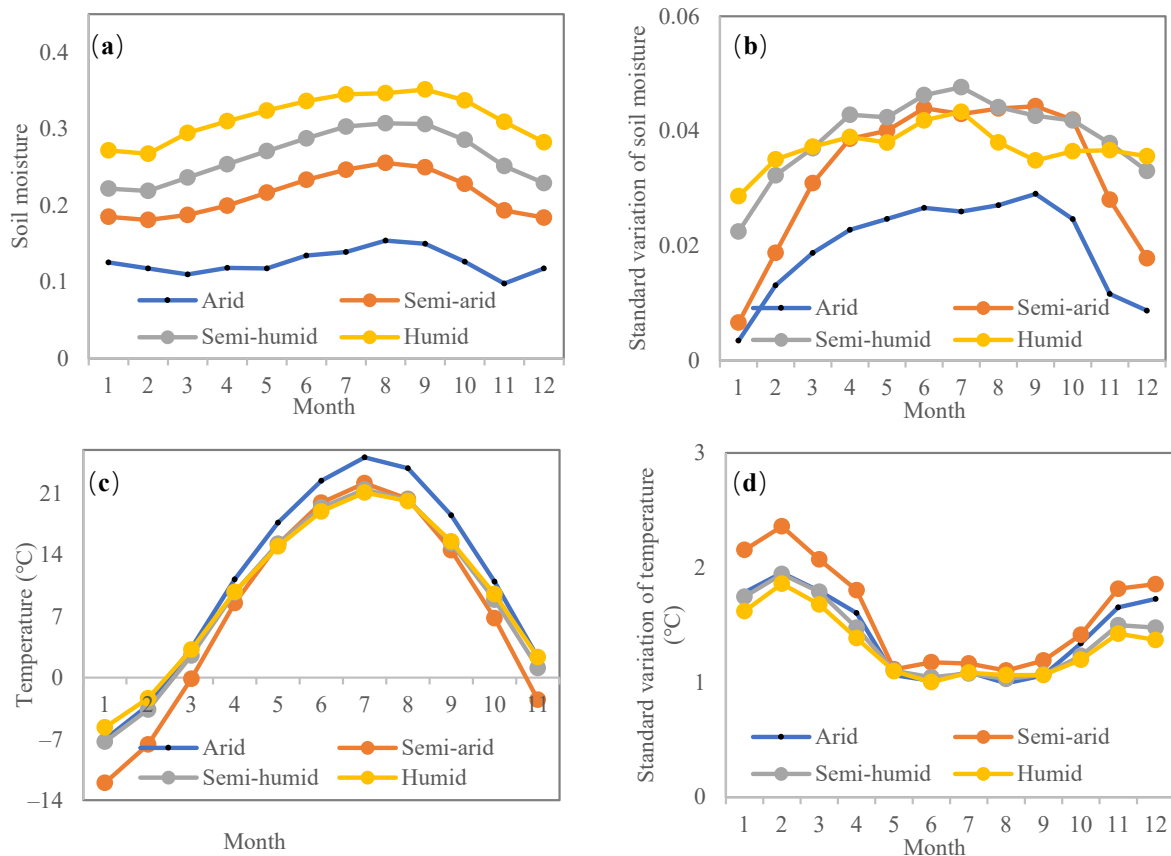 (a)
Soil moisture
0.4
0.3
0.2
0.1
0
Arid
Semi-arid
Semi-humid
Humid
1 2 3 4 5 6 7 8 9 10 11 12
Month
(b)
Standard variation of soil moisture
0.06
0.04
0.02
0
Arid
Semi-arid
Semi-humid
Humid
1 2 3 4 5 6 7 8 9 10 11 12
Month
(c)
Temperature (°C)
21
14
7
0
−7
−14
1 2 3 4 5 6 7 8 9 10 11
Arid
Semi-arid
Semi-humid
Humid
Month
(d)
Standard variation of temperature
(°C)
3
2
1
0
Arid
Semi-arid
Semi-humid
Humid
1 2 3 4 5 6 7 8 9 10 11 12
Month